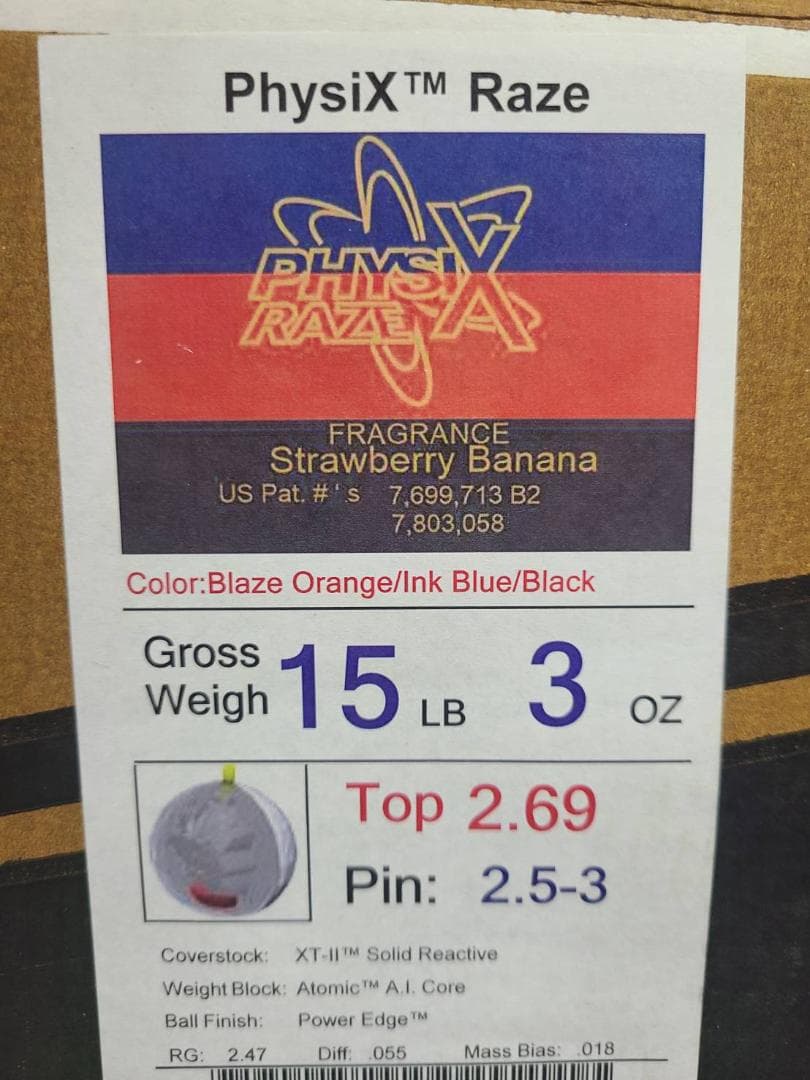 PhysiX™ Raze
PHYSIX
RAZE
FRAGRANCE
Strawberry Banana
US Pat. #'s 7,699,713 B2
7,803,058
Color:Blaze Orange/Ink Blue/Black
Gross
Weigh 15 LB 3 OZ
Top 2.69
Pin: 2.5-3
Coverstock: XT-II™ Solid Reactive
Weight Block: Atomic™ A.I. Core
Ball Finish: Power Edge™
RG: 2.47 Diff: .055 Mass Bias: .018